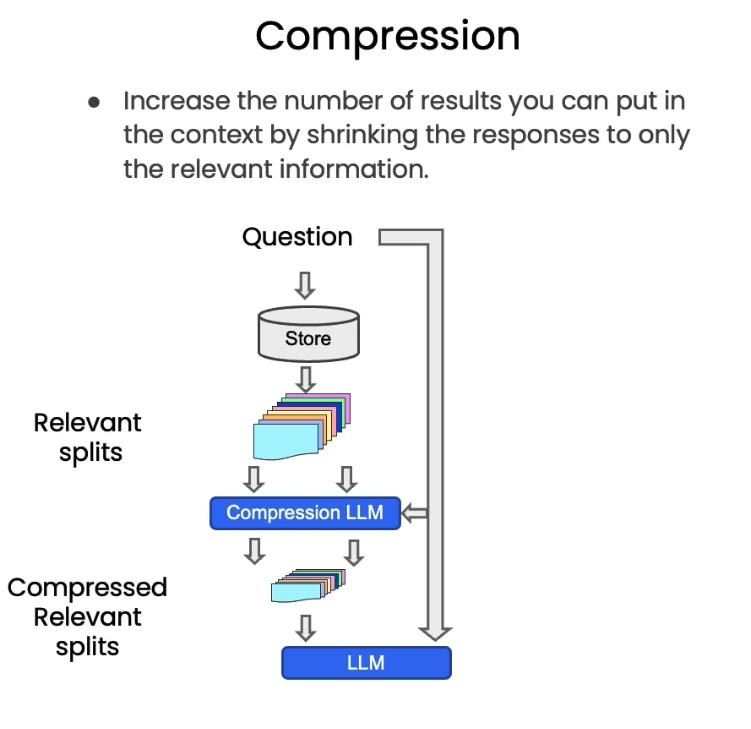 Compression
● Increase the number of results you can put in
the context by shrinking the responses to only
the relevant information.
Question
Store
Relevant
splits
Compression LLM
Compressed
Relevant
splits
LLM